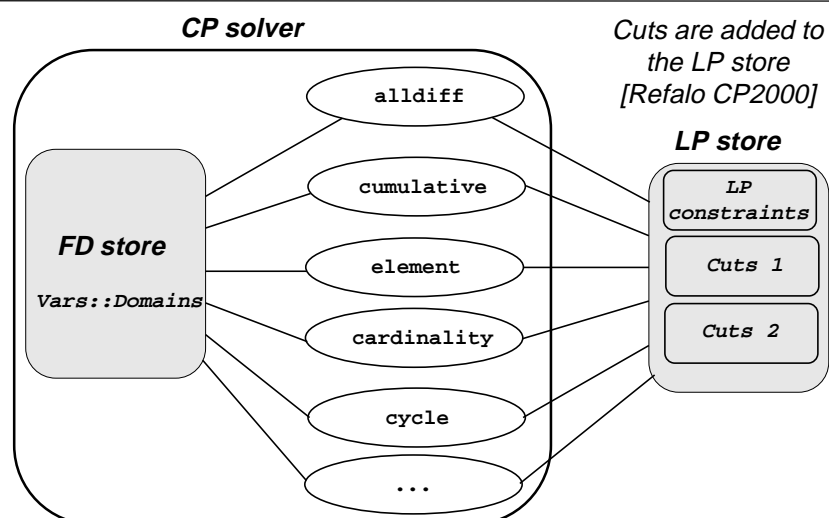 CP solver
Cuts are added to
the LP store
[Refalo CP2000]
LP store
alldiff
cumulative
element
cardinality
cycle
...
FD store
Vars::Domains
LP
constraints
Cuts 1
Cuts 2